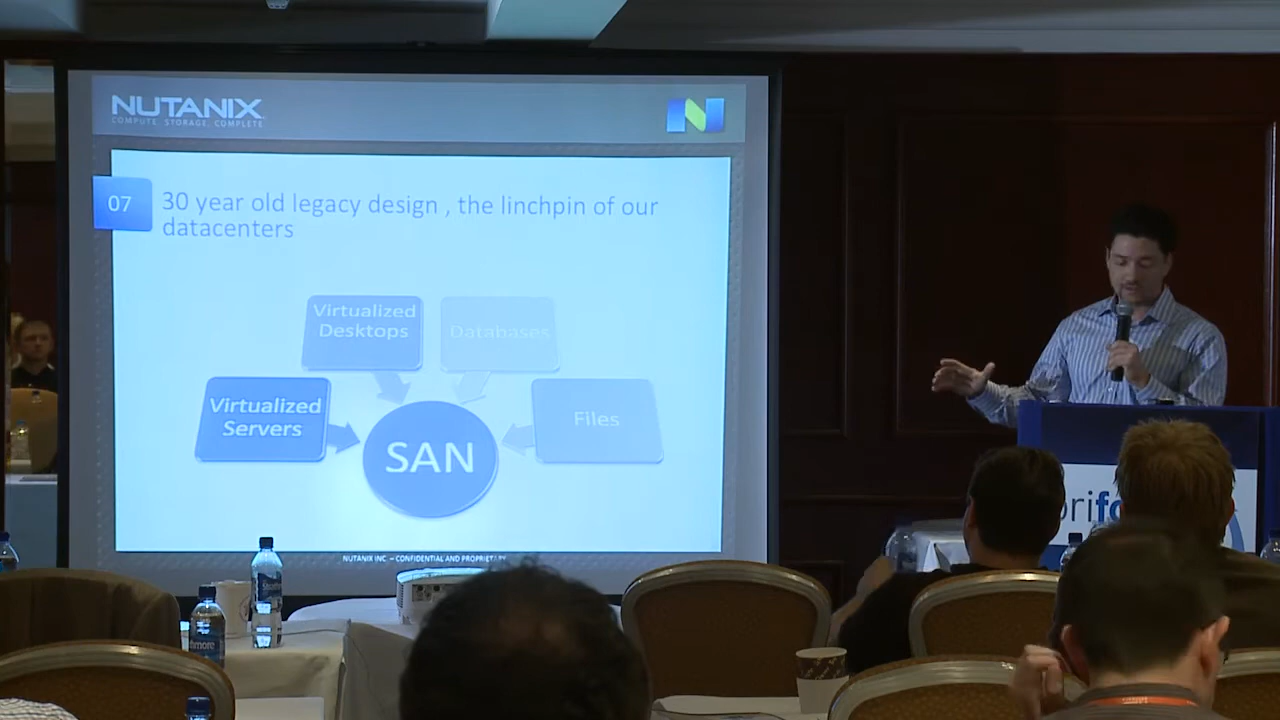 NUTANIX
COMPUTE. STORAGE. COMPLETE.
N
07
30 year old legacy design , the linchpin of our
datacenters
Virtualized
Desktops
Databases
Virtualized
Servers
Files
SAN
NUTANIX INC. – CONFIDENTIAL AND PROPRIETARY